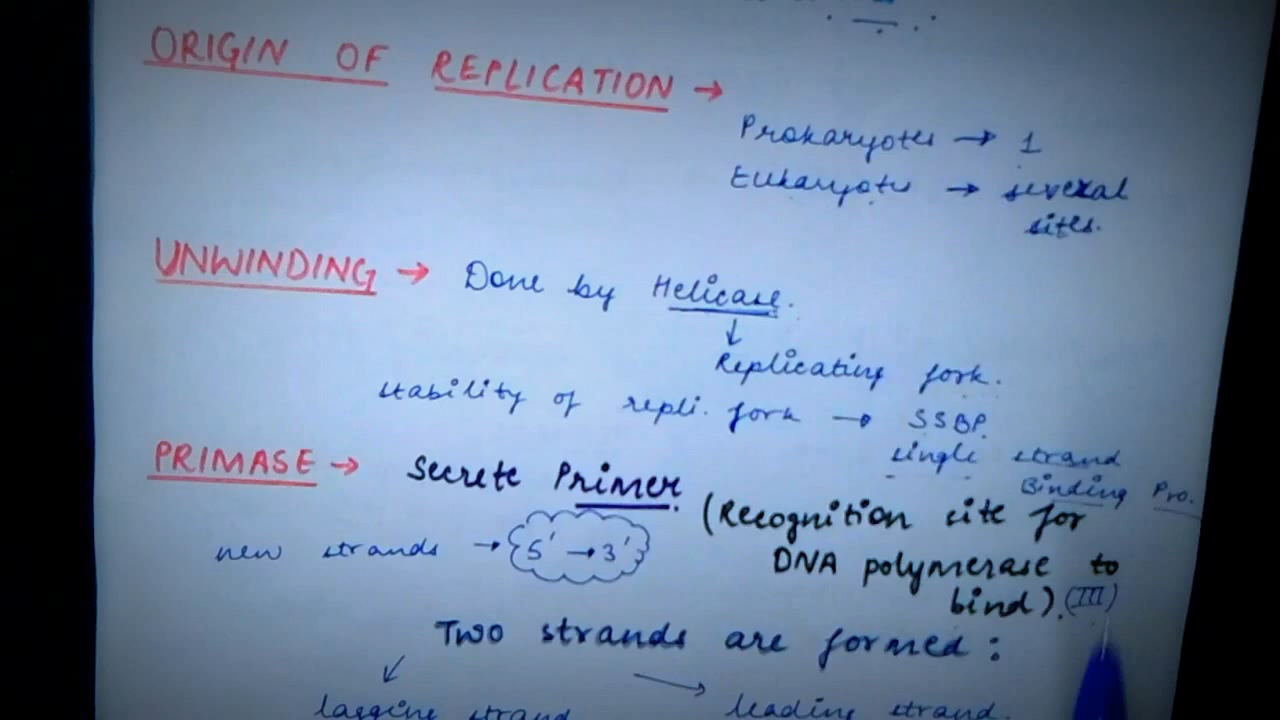 ORIGIN OF REPLICATION →
Prokaryotes → 1
Eukaryotes → several
sites.
UNWINDING → Done by Helicase.
↓
Replicating fork.
stability of repli. fork → SSBP.
single strand
Binding Pro.
PRIMASE → Secrete Primer.
(Recognition site for
DNA polymerase to
bind). (III)
new strands → 5' → 3'
Two strands are formed:
lagging strand
leading strand.